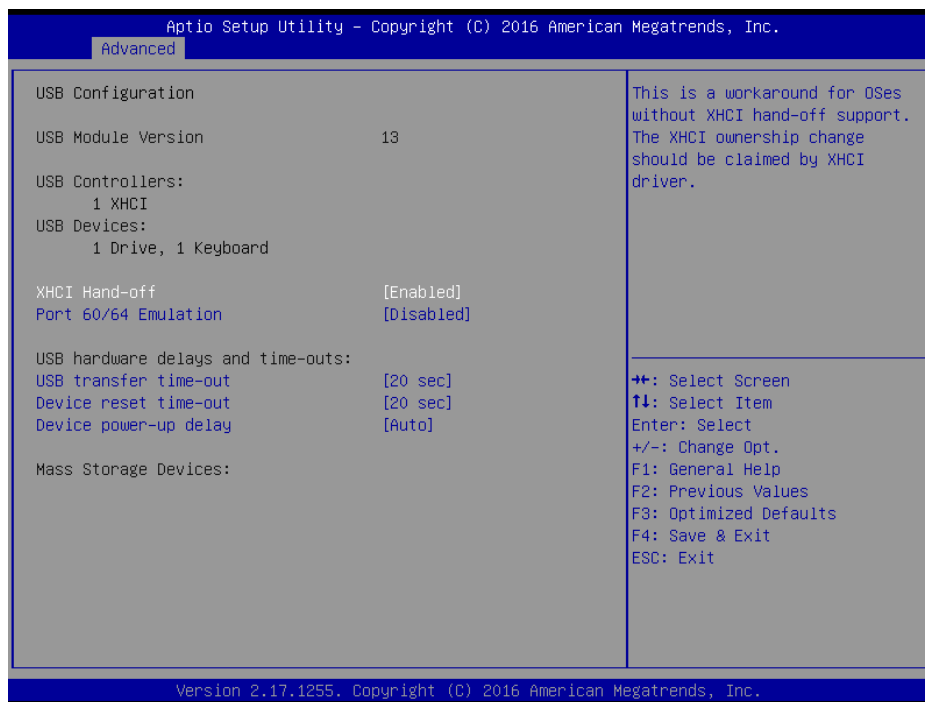 Aptio Setup Utility – Copyright (C) 2016 American Megatrends, Inc.
Advanced
USB Configuration
USB Module Version 13
USB Controllers:
1 XHCI
USB Devices:
1 Drive, 1 Keyboard
XHCI Hand-off [Enabled]
Port 60/64 Emulation [Disabled]
USB hardware delays and time-outs:
USB transfer time-out [20 sec]
Device reset time-out [20 sec]
Device power-up delay [Auto]
Mass Storage Devices:
This is a workaround for OSes
without XHCI hand-off support.
The XHCI ownership change
should be claimed by XHCI
driver.
→←: Select Screen
↑↓: Select Item
Enter: Select
+/-: Change Opt.
F1: General Help
F2: Previous Values
F3: Optimized Defaults
F4: Save & Exit
ESC: Exit
Version 2.17.1255. Copyright (C) 2016 American Megatrends, Inc.